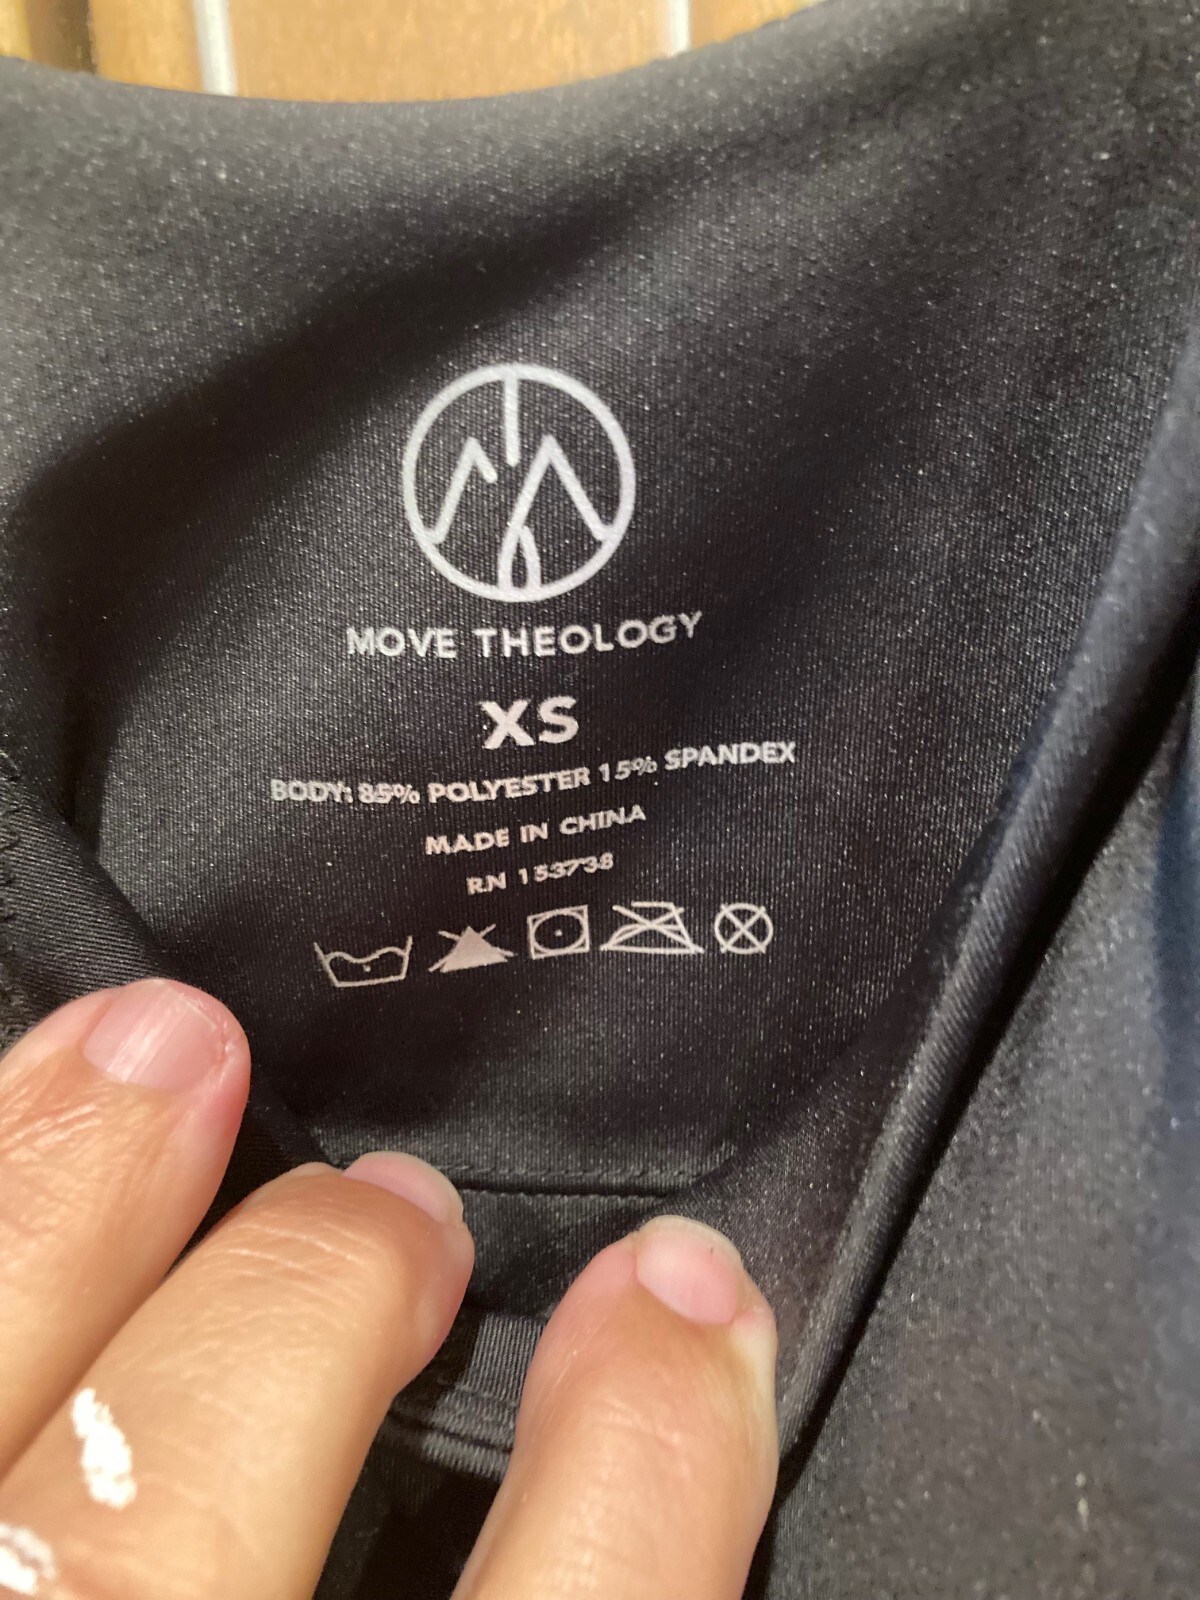 MOVE THEOLOGY
XS
BODY: 85% POLYESTER 15% SPANDEX
MADE IN CHINA
RN 153738